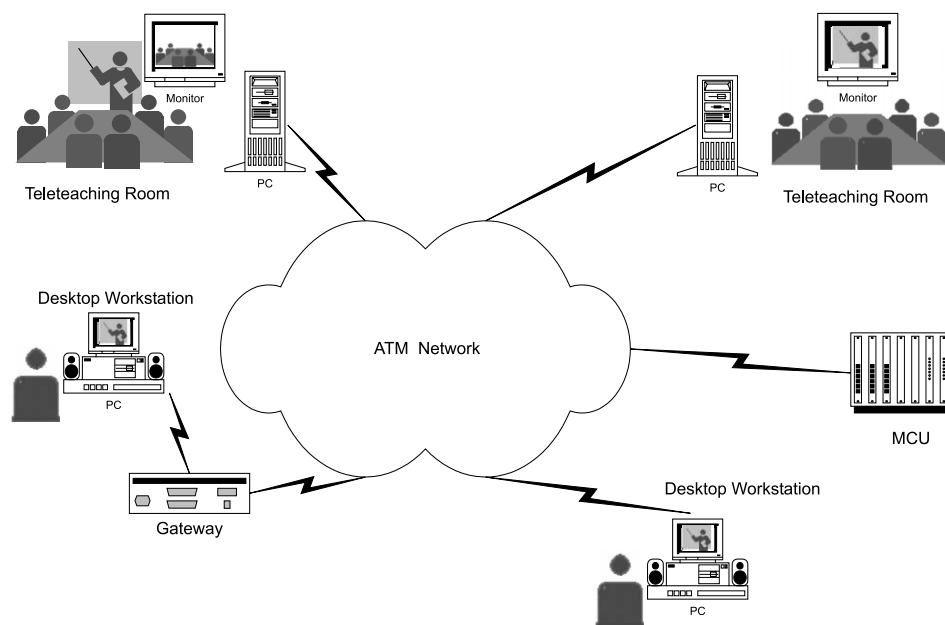 Monitor
PC
Teleteaching Room
Monitor
PC
Teleteaching Room
Desktop Workstation
PC
ATM Network
MCU
Gateway
Desktop Workstation
PC